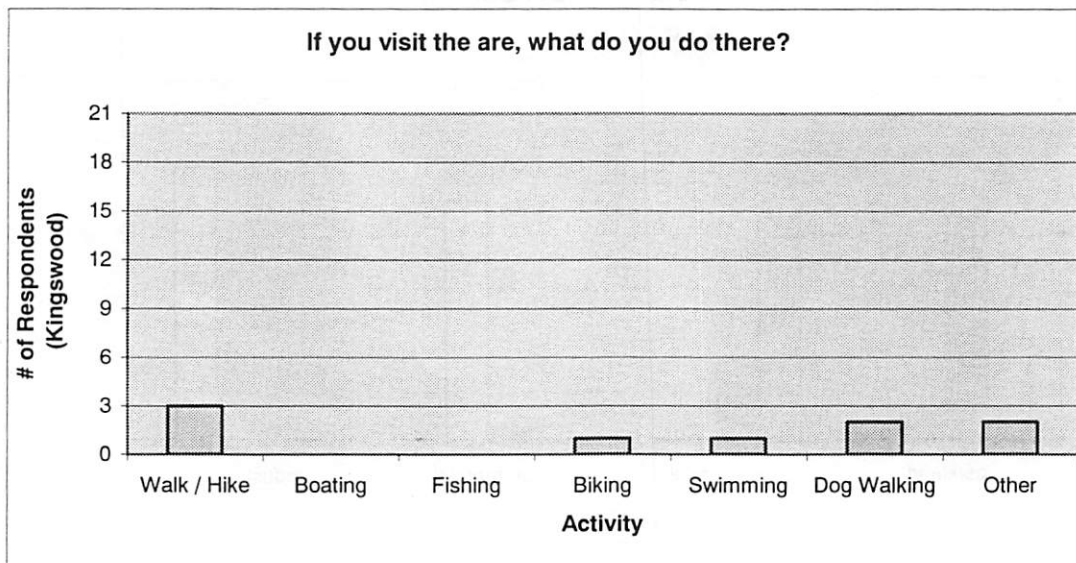 If you visit the are, what do you do there?
# of Respondents
(Kingswood)
21
18
15
12
9
6
3
0
Walk / Hike
Boating
Fishing
Biking
Swimming
Dog Walking
Other
Activity